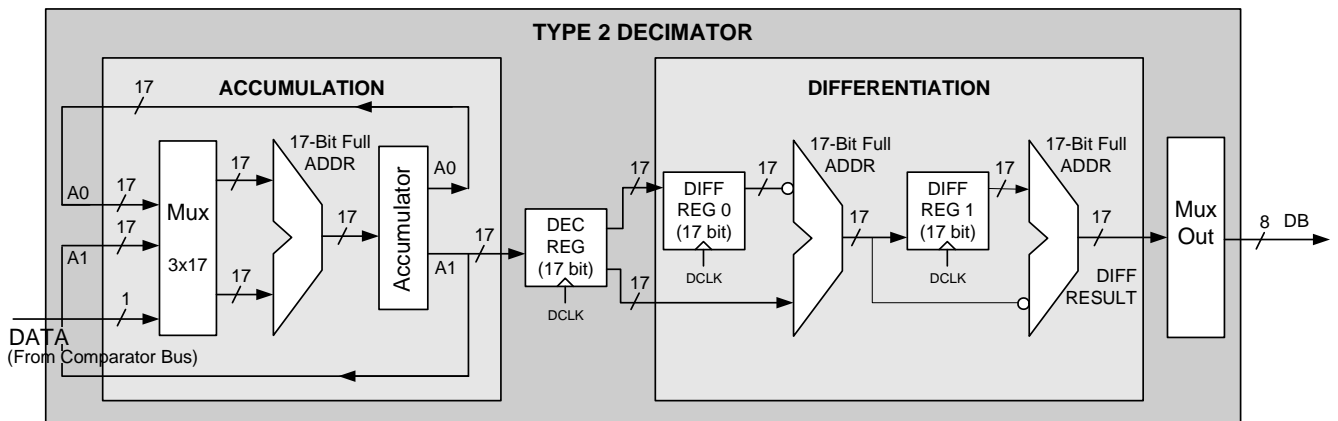 TYPE 2 DECIMATOR
ACCUMULATION
DIFFERENTIATION
17
A0
17
A1
17
1
DATA
(From Comparator Bus)
Mux
3x17
17
17
17-Bit Full
ADDR
17
Accumulator
A0
A1
17
DEC
REG
(17 bit)
DCLK
17
17
DIFF
REG 0
(17 bit)
DCLK
17
17-Bit Full
ADDR
17
DIFF
REG 1
(17 bit)
DCLK
17
17-Bit Full
ADDR
17
DIFF
RESULT
Mux
Out
8
DB